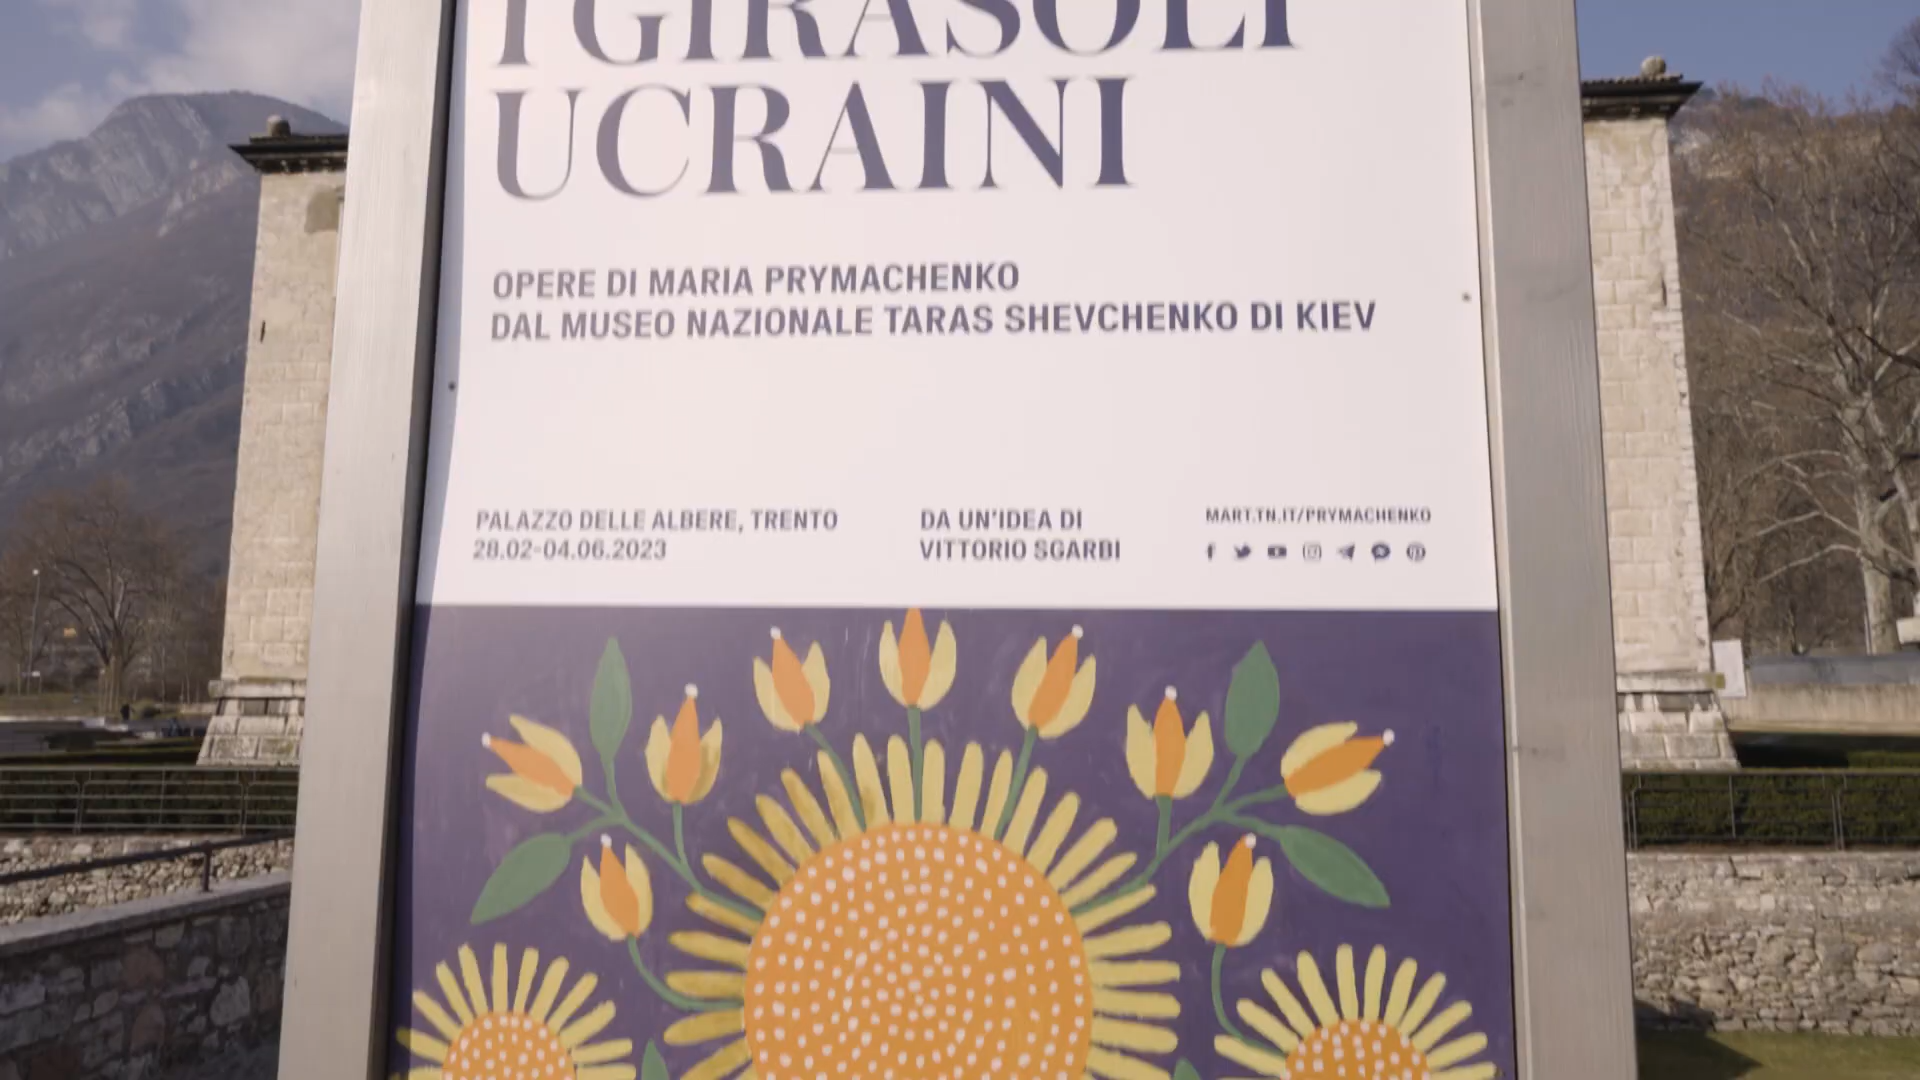 I GIRASOLI
UCRAINI
OPERE DI MARIA PRYMACHENKO
DAL MUSEO NAZIONALE TARAS SHEVCHENKO DI KIEV
PALAZZO DELLE ALBERE, TRENTO
28.02-04.06.2023
DA UN'IDEA DI
VITTORIO SGARBI
MART.TN.IT/PRYMACHENKO